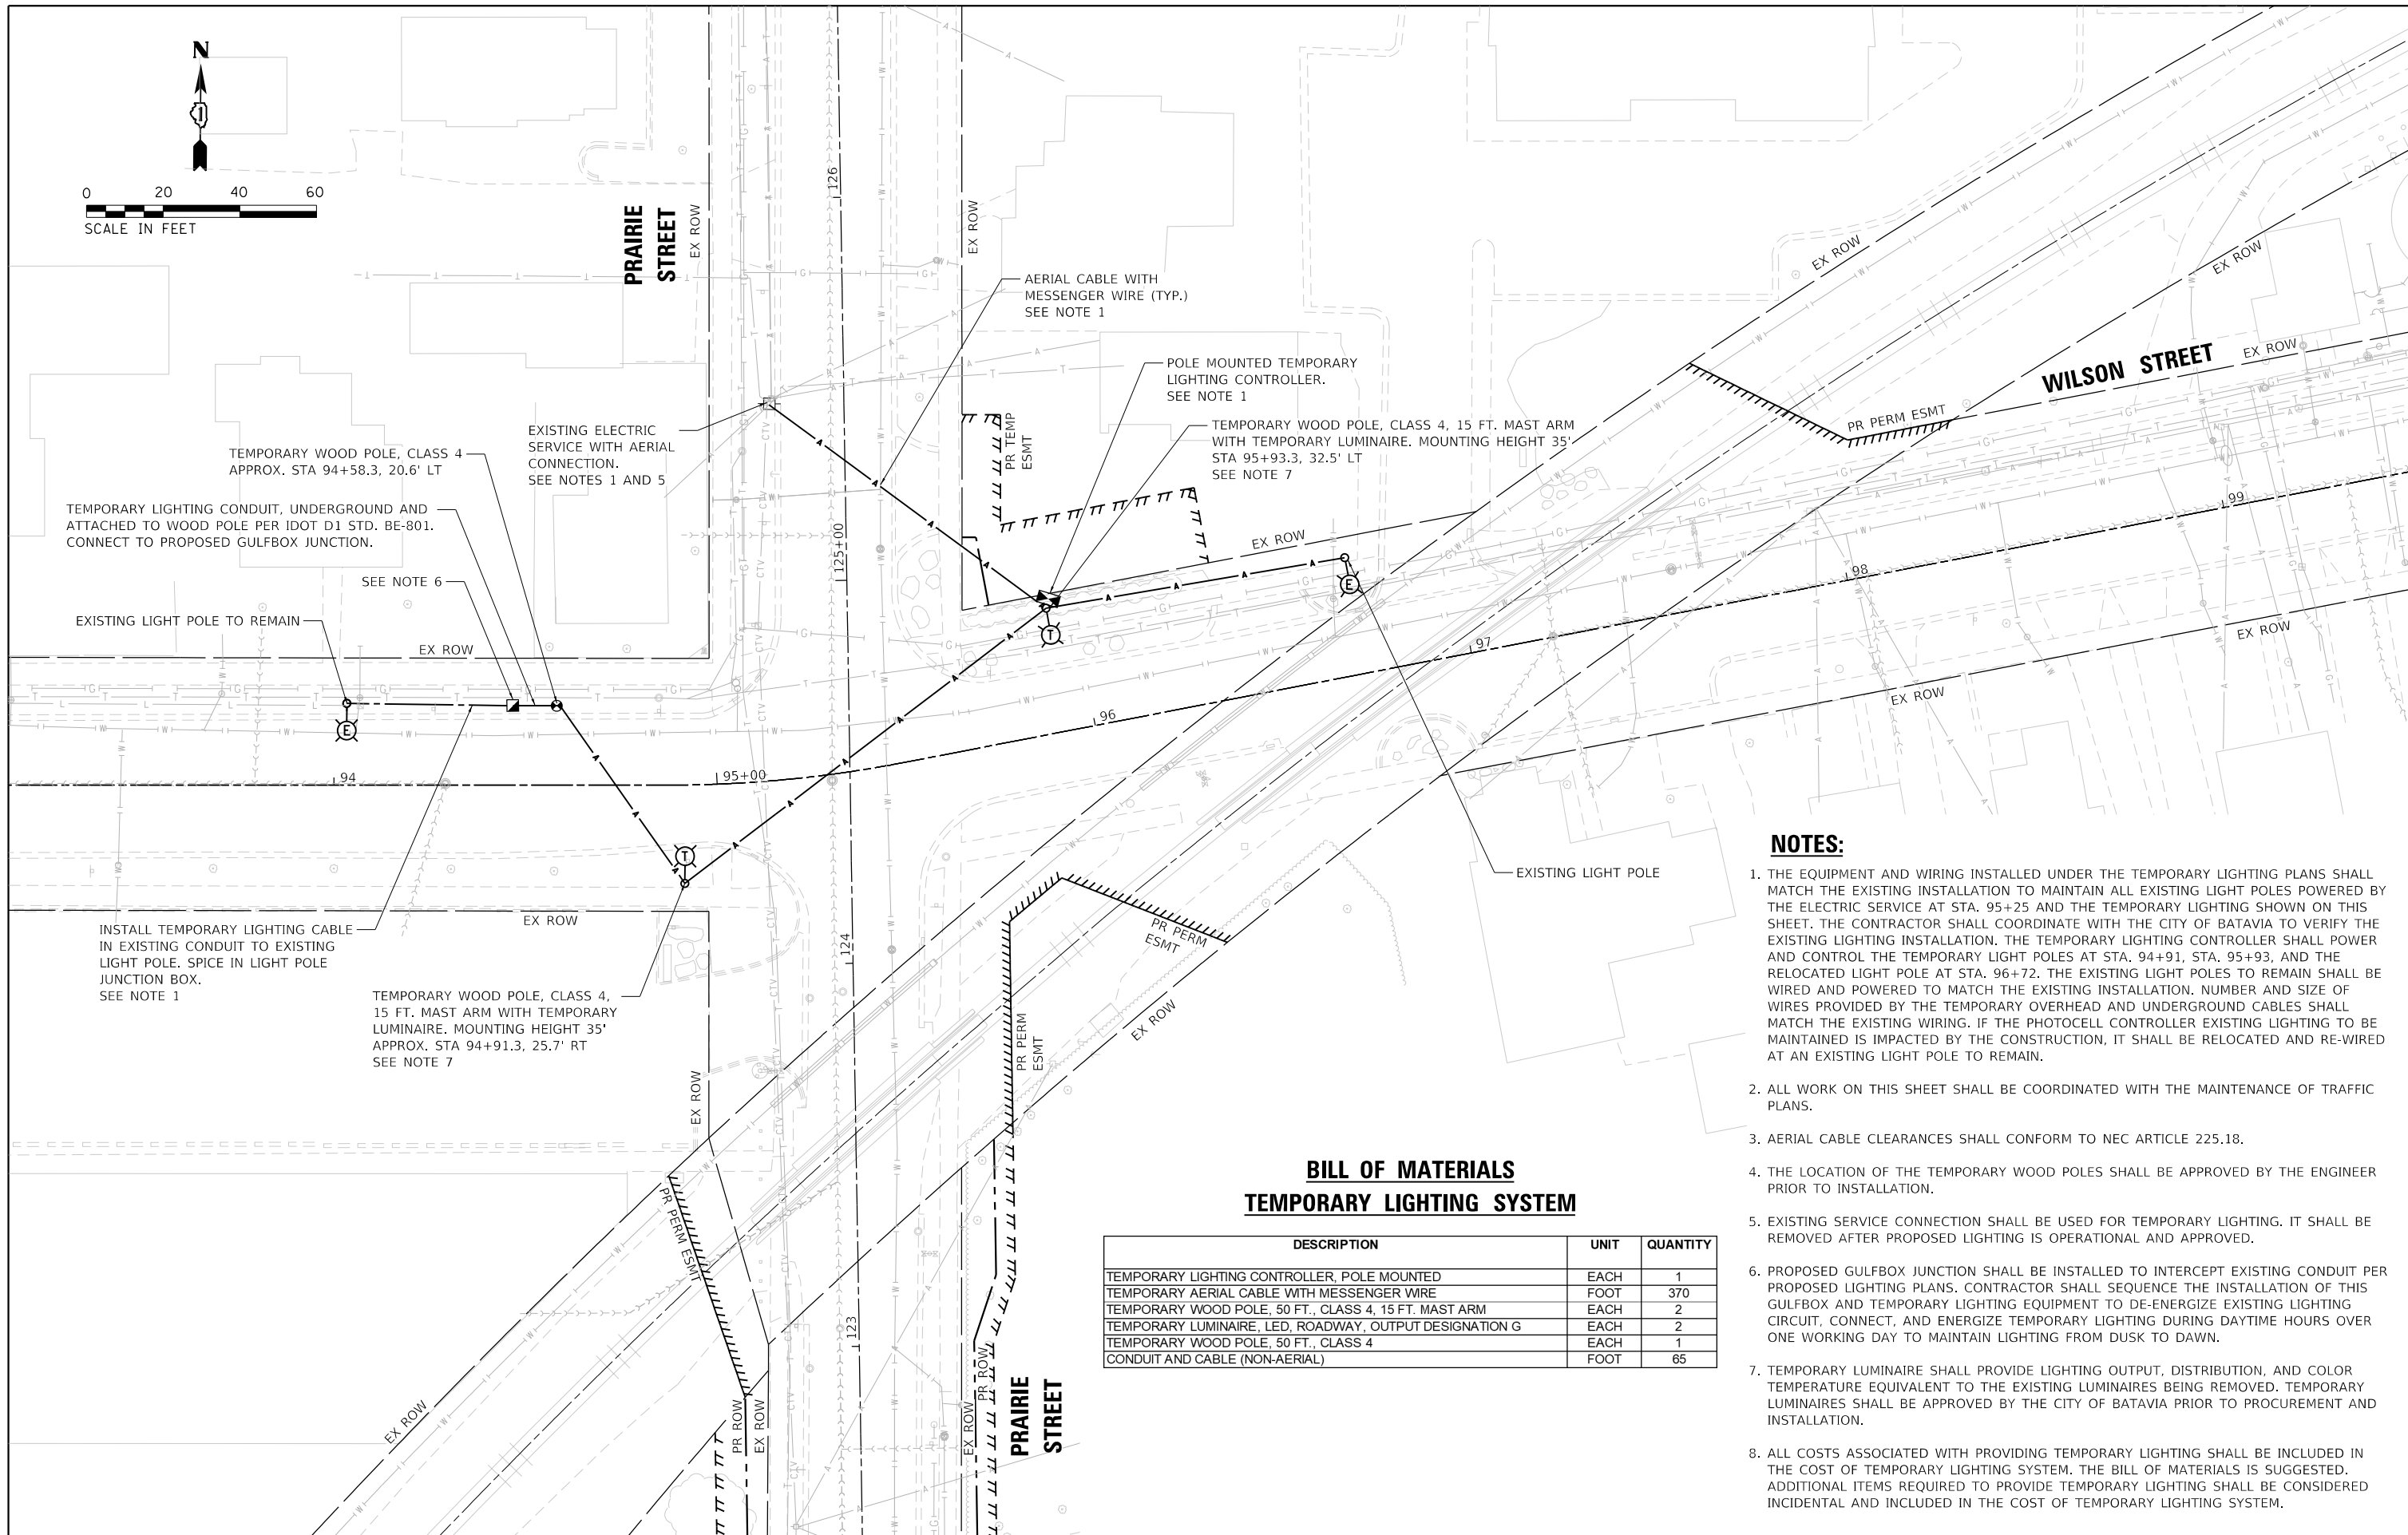 N
0 20 40 60
SCALE IN FEET
PRAIRIE
STREET
EX ROW
126
EX ROW
AERIAL CABLE WITH
MESSENGER WIRE (TYP.)
SEE NOTE 1
POLE MOUNTED TEMPORARY
LIGHTING CONTROLLER.
SEE NOTE 1
TEMPORARY WOOD POLE, CLASS 4, 15 FT. MAST ARM
WITH TEMPORARY LUMINAIRE. MOUNTING HEIGHT 35'
STA 95+93.3, 32.5' LT
SEE NOTE 7
EX ROW
EX ROW
WILSON STREET
EX ROW
PR PERM ESMT
PR TEMP
ESMT
EXISTING ELECTRIC
SERVICE WITH AERIAL
CONNECTION.
SEE NOTES 1 AND 5
TEMPORARY WOOD POLE, CLASS 4
APPROX. STA 94+58.3, 20.6' LT
TEMPORARY LIGHTING CONDUIT, UNDERGROUND AND
ATTACHED TO WOOD POLE PER IDOT D1 STD. BE-801.
CONNECT TO PROPOSED GULFBOX JUNCTION.
SEE NOTE 6
EXISTING LIGHT POLE TO REMAIN
EX ROW
125+00
EX ROW
E
T
E
94
95+00
96
97
98
99
EX ROW
EX ROW
T
EXISTING LIGHT POLE
EX ROW
INSTALL TEMPORARY LIGHTING CABLE
IN EXISTING CONDUIT TO EXISTING
LIGHT POLE. SPICE IN LIGHT POLE
JUNCTION BOX.
SEE NOTE 1
TEMPORARY WOOD POLE, CLASS 4,
15 FT. MAST ARM WITH TEMPORARY
LUMINAIRE. MOUNTING HEIGHT 35'
APPROX. STA 94+91.3, 25.7' RT
SEE NOTE 7
124
PR PERM
ESMT
PR PERM
ESMT
EX ROW
EX ROW
PR PERM ESMT
123
EX ROW
PR ROW
EX ROW
EX ROW
PR ROW
PRAIRIE
STREET
BILL OF MATERIALS
TEMPORARY LIGHTING SYSTEM
DESCRIPTION UNIT QUANTITY
TEMPORARY LIGHTING CONTROLLER, POLE MOUNTED EACH 1
TEMPORARY AERIAL CABLE WITH MESSENGER WIRE FOOT 370
TEMPORARY WOOD POLE, 50 FT., CLASS 4, 15 FT. MAST ARM EACH 2
TEMPORARY LUMINAIRE, LED, ROADWAY, OUTPUT DESIGNATION G EACH 2
TEMPORARY WOOD POLE, 50 FT., CLASS 4 EACH 1
CONDUIT AND CABLE (NON-AERIAL) FOOT 65
NOTES:
1. THE EQUIPMENT AND WIRING INSTALLED UNDER THE TEMPORARY LIGHTING PLANS SHALL
MATCH THE EXISTING INSTALLATION TO MAINTAIN ALL EXISTING LIGHT POLES POWERED BY
THE ELECTRIC SERVICE AT STA. 95+25 AND THE TEMPORARY LIGHTING SHOWN ON THIS
SHEET. THE CONTRACTOR SHALL COORDINATE WITH THE CITY OF BATAVIA TO VERIFY THE
EXISTING LIGHTING INSTALLATION. THE TEMPORARY LIGHTING CONTROLLER SHALL POWER
AND CONTROL THE TEMPORARY LIGHT POLES AT STA. 94+91, STA. 95+93, AND THE
RELOCATED LIGHT POLE AT STA. 96+72. THE EXISTING LIGHT POLES TO REMAIN SHALL BE
WIRED AND POWERED TO MATCH THE EXISTING INSTALLATION. NUMBER AND SIZE OF
WIRES PROVIDED BY THE TEMPORARY OVERHEAD AND UNDERGROUND CABLES SHALL
MATCH THE EXISTING WIRING. IF THE PHOTOCELL CONTROLLER EXISTING LIGHTING TO BE
MAINTAINED IS IMPACTED BY THE CONSTRUCTION, IT SHALL BE RELOCATED AND RE-WIRED
AT AN EXISTING LIGHT POLE TO REMAIN.
2. ALL WORK ON THIS SHEET SHALL BE COORDINATED WITH THE MAINTENANCE OF TRAFFIC
PLANS.
3. AERIAL CABLE CLEARANCES SHALL CONFORM TO NEC ARTICLE 225.18.
4. THE LOCATION OF THE TEMPORARY WOOD POLES SHALL BE APPROVED BY THE ENGINEER
PRIOR TO INSTALLATION.
5. EXISTING SERVICE CONNECTION SHALL BE USED FOR TEMPORARY LIGHTING. IT SHALL BE
REMOVED AFTER PROPOSED LIGHTING IS OPERATIONAL AND APPROVED.
6. PROPOSED GULFBOX JUNCTION SHALL BE INSTALLED TO INTERCEPT EXISTING CONDUIT PER
PROPOSED LIGHTING PLANS. CONTRACTOR SHALL SEQUENCE THE INSTALLATION OF THIS
GULFBOX AND TEMPORARY LIGHTING EQUIPMENT TO DE-ENERGIZE EXISTING LIGHTING
CIRCUIT, CONNECT, AND ENERGIZE TEMPORARY LIGHTING DURING DAYTIME HOURS OVER
ONE WORKING DAY TO MAINTAIN LIGHTING FROM DUSK TO DAWN.
7. TEMPORARY LUMINAIRE SHALL PROVIDE LIGHTING OUTPUT, DISTRIBUTION, AND COLOR
TEMPERATURE EQUIVALENT TO THE EXISTING LUMINAIRES BEING REMOVED. TEMPORARY
LUMINAIRES SHALL BE APPROVED BY THE CITY OF BATAVIA PRIOR TO PROCUREMENT AND
INSTALLATION.
8. ALL COSTS ASSOCIATED WITH PROVIDING TEMPORARY LIGHTING SHALL BE INCLUDED IN
THE COST OF TEMPORARY LIGHTING SYSTEM. THE BILL OF MATERIALS IS SUGGESTED.
ADDITIONAL ITEMS REQUIRED TO PROVIDE TEMPORARY LIGHTING SHALL BE CONSIDERED
INCIDENTAL AND INCLUDED IN THE COST OF TEMPORARY LIGHTING SYSTEM.